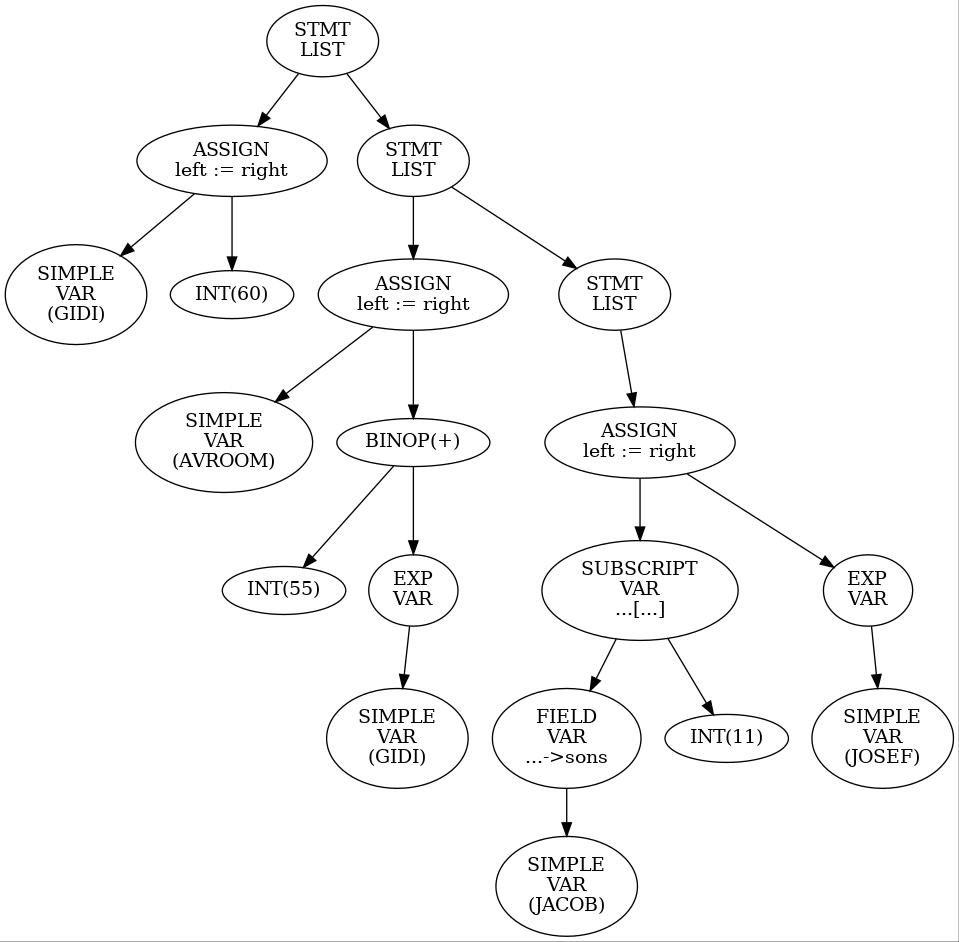 STMT
LIST
ASSIGN
left := right
STMT
LIST
SIMPLE
VAR
(GIDI)
INT(60)
ASSIGN
left := right
STMT
LIST
SIMPLE
VAR
(AVROOM)
BINOP(+)
ASSIGN
left := right
INT(55)
EXP
VAR
SUBSCRIPT
VAR
...[...]
EXP
VAR
SIMPLE
VAR
(GIDI)
FIELD
VAR
...->sons
INT(11)
SIMPLE
VAR
(JOSEF)
SIMPLE
VAR
(JACOB)